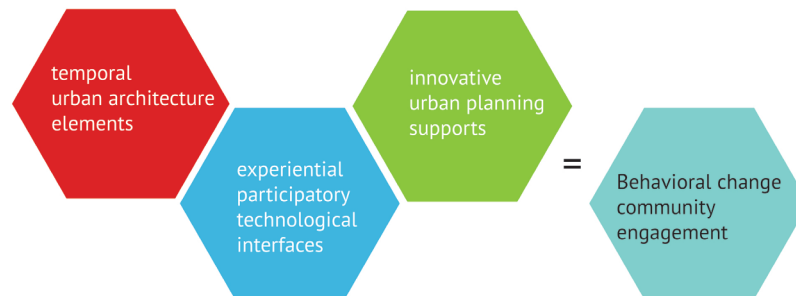 temporal
urban architecture
elements
experiential
participatory
technological
interfaces
innovative
urban planning
supports
=
Behavioral change
community
engagement